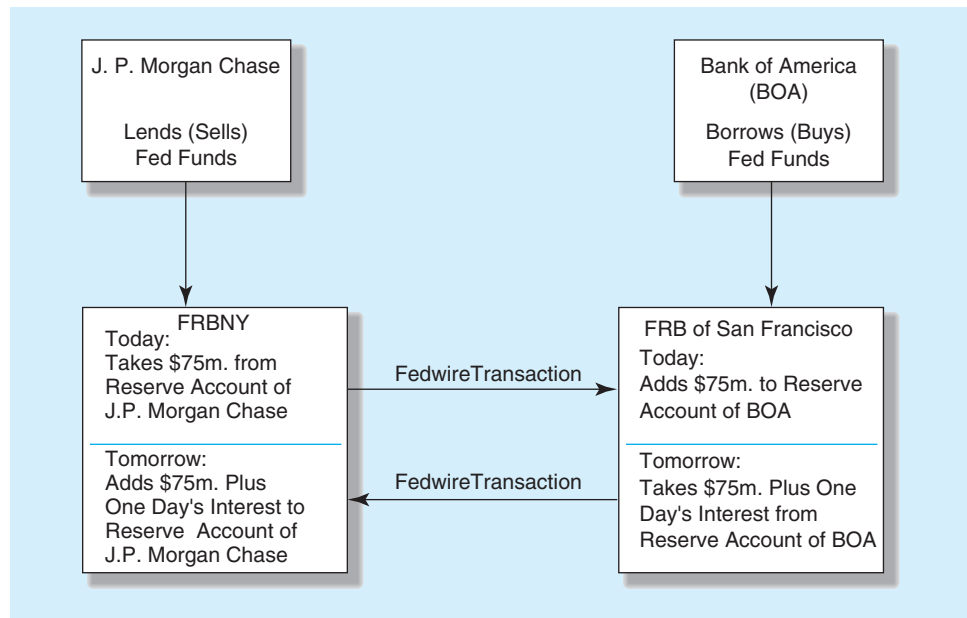 J. P. Morgan Chase
Lends (Sells)
Fed Funds
Bank of America
(BOA)
Borrows (Buys)
Fed Funds
FRBNY
Today:
Takes $75m. from
Reserve Account of
J.P. Morgan Chase
Tomorrow:
Adds $75m. Plus
One Day's Interest to
Reserve Account of
J.P. Morgan Chase
FedwireTransaction
FedwireTransaction
FRB of San Francisco
Today:
Adds $75m. to Reserve
Account of BOA
Tomorrow:
Takes $75m. Plus One
Day's Interest from
Reserve Account of BOA